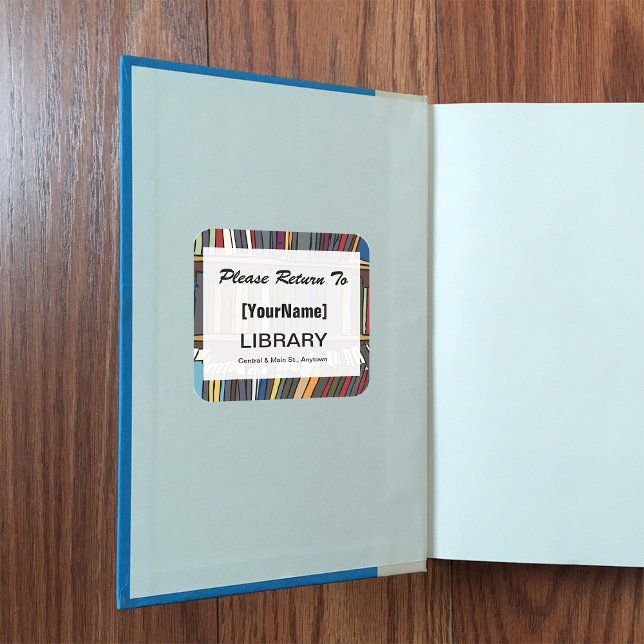 Please Return To
[YourName]
LIBRARY
Central & Main St., Anytown